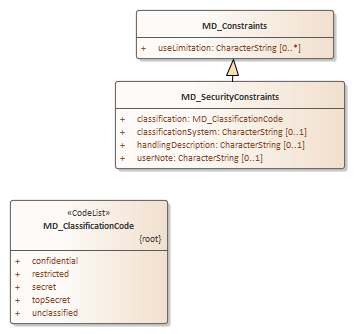 MD_Constraints
+ useLimitation: CharacterString [0..*]
MD_SecurityConstraints
+ classification: MD_ClassificationCode
+ classificationSystem: CharacterString [0..1]
+ handlingDescription: CharacterString [0..1]
+ userNote: CharacterString [0..1]
«CodeList»
MD_ClassificationCode
{root}
+ confidential
+ restricted
+ secret
+ topSecret
+ unclassified